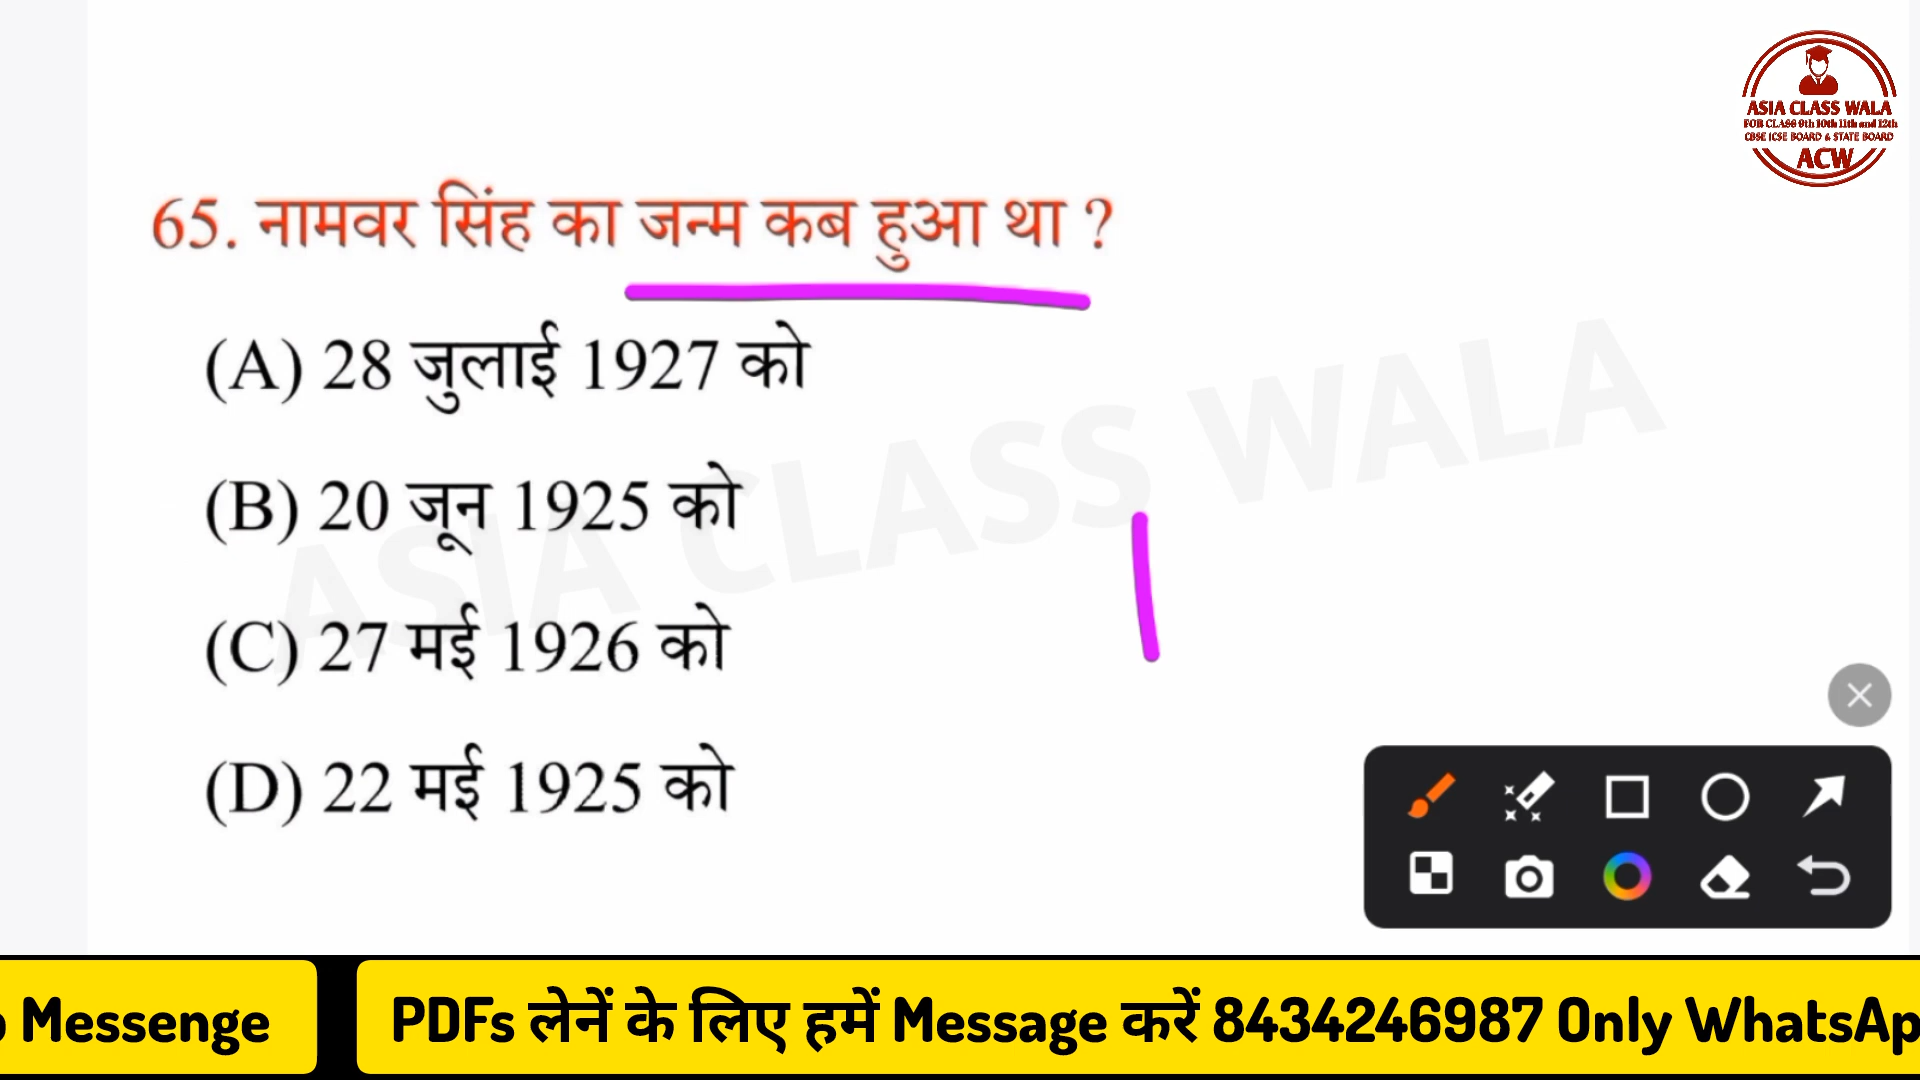 ASIA CLASS WALA
FOR CLASS 9th 10th 11th and 12th
CBSE ICSE BOARD & STATE BOARD
ACW
65. नामवर सिंह का जन्म कब हुआ था ?
(A) 28 जुलाई 1927 को
(B) 20 जून 1925 को
(C) 27 मई 1926 को
(D) 22 मई 1925 को
ASIA CLASS WALA
Messenge
PDFs लेनें के लिए हमें Message करें 8434246987 Only WhatsAp